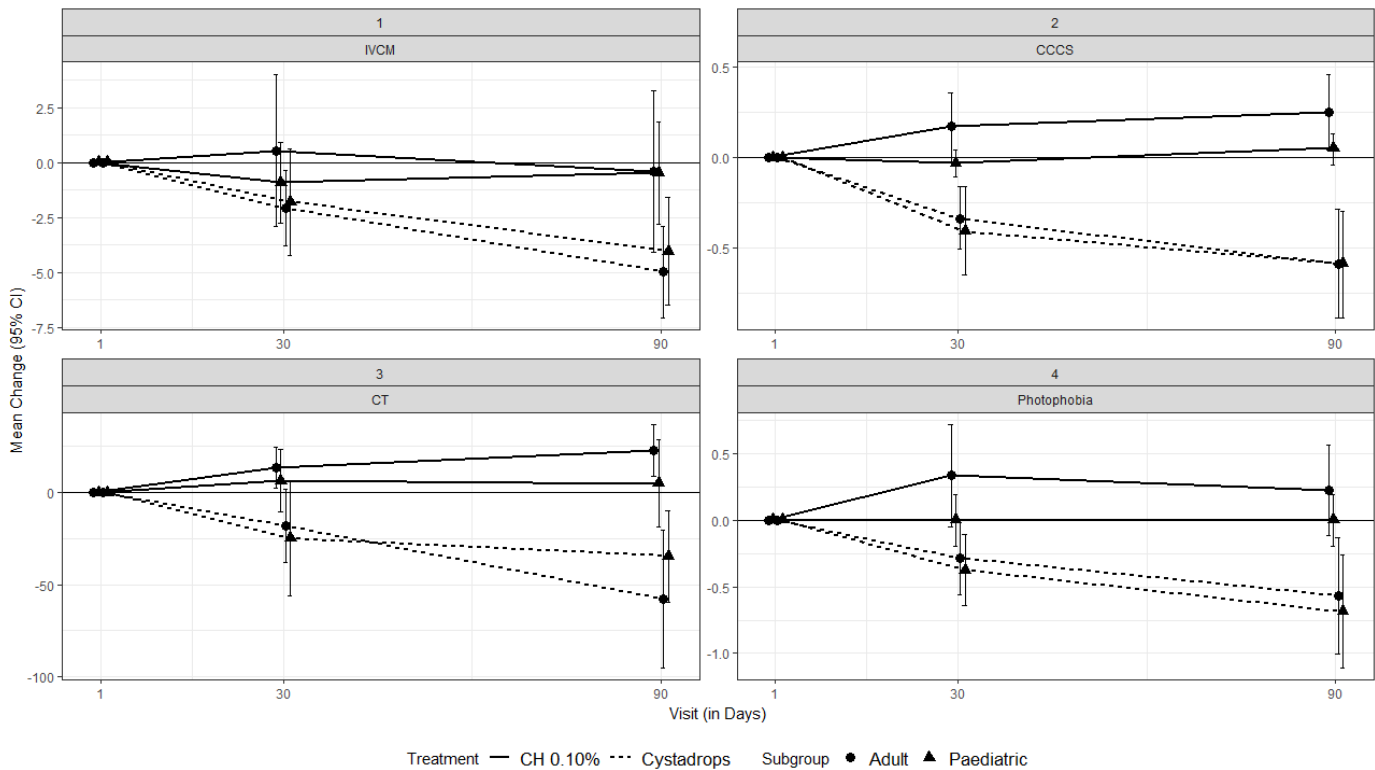 1
IVCM
2.5
0.0
-2.5
-5.0
-7.5
1 30 90
2
CCCS
0.5
0.0
-0.5
1 30 90
3
CT
0
-50
-100
1 30 90
4
Photophobia
0.5
0.0
-0.5
-1.0
1 30 90
Mean Change (95% CI)
Visit (in Days)
Treatment CH 0.10% Cystadrops Subgroup Adult Paediatric